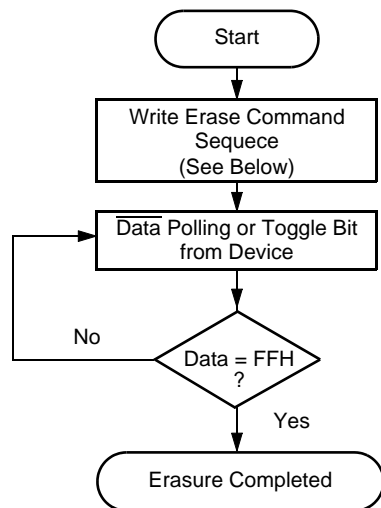 Start
Write Erase Command
Sequece
(See Below)
Data Polling or Toggle Bit
from Device
No
Data = FFH
?
Yes
Erasure Completed